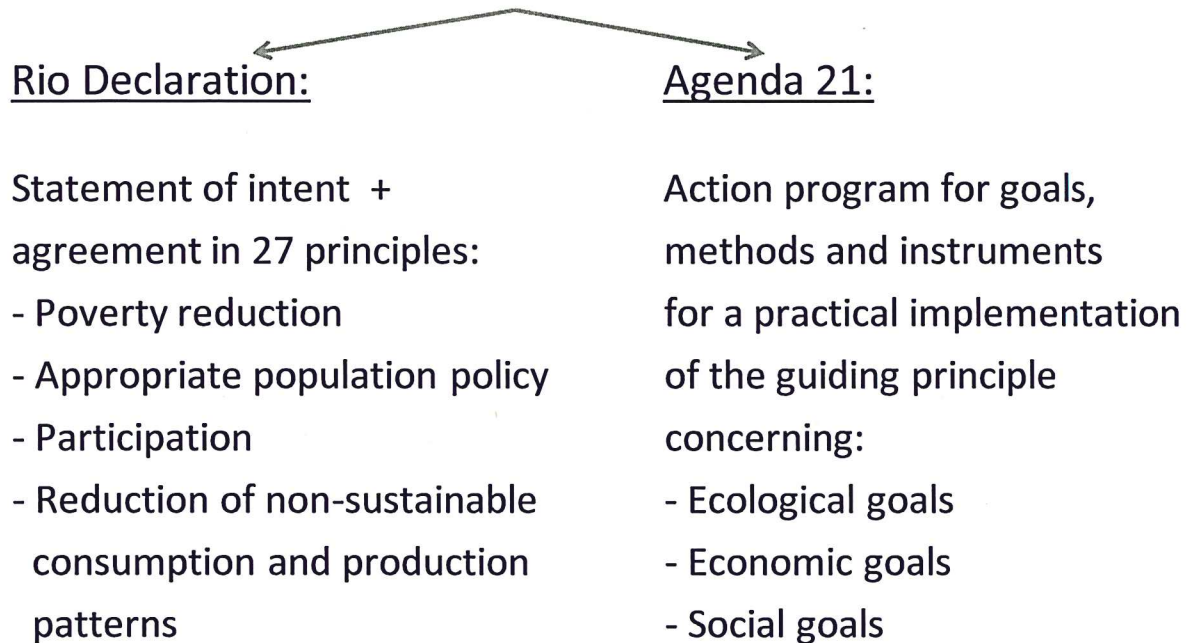 Rio Declaration:
Statement of intent +
agreement in 27 principles:
- Poverty reduction
- Appropriate population policy
- Participation
- Reduction of non-sustainable
consumption and production
patterns
Agenda 21:
Action program for goals,
methods and instruments
for a practical implementation
of the guiding principle
concerning:
- Ecological goals
- Economic goals
- Social goals